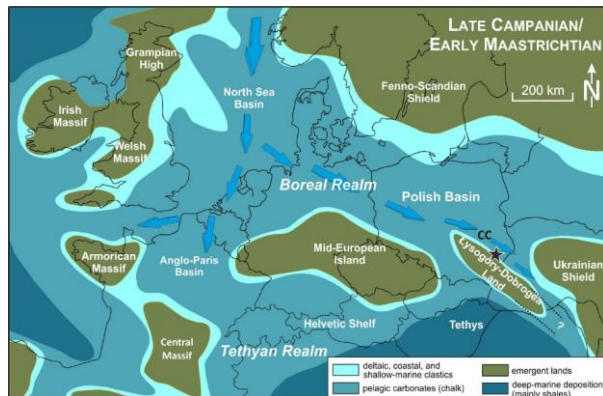 LATE CAMPANIAN/
EARLY MAASTRICHTIAN
Grampian
High
North Sea
Basin
Fenno-Scandian
Shield
200 km
N
Irish
Massif
Welsh
Massif
Boreal Realm
Polish Basin
CC
Armorican
Massif
Anglo-Paris
Basin
Mid-European
Island
Lysogóry-Dobrogea
Land
Ukrainian
Shield
?
Helvetic Shelf
Tethys
Central
Massif
Tethyan Realm
deltaic, coastal, and
shallow-marine clastics
emergent lands
pelagic carbonates (chalk)
deep-marine deposition
(mainly shales)